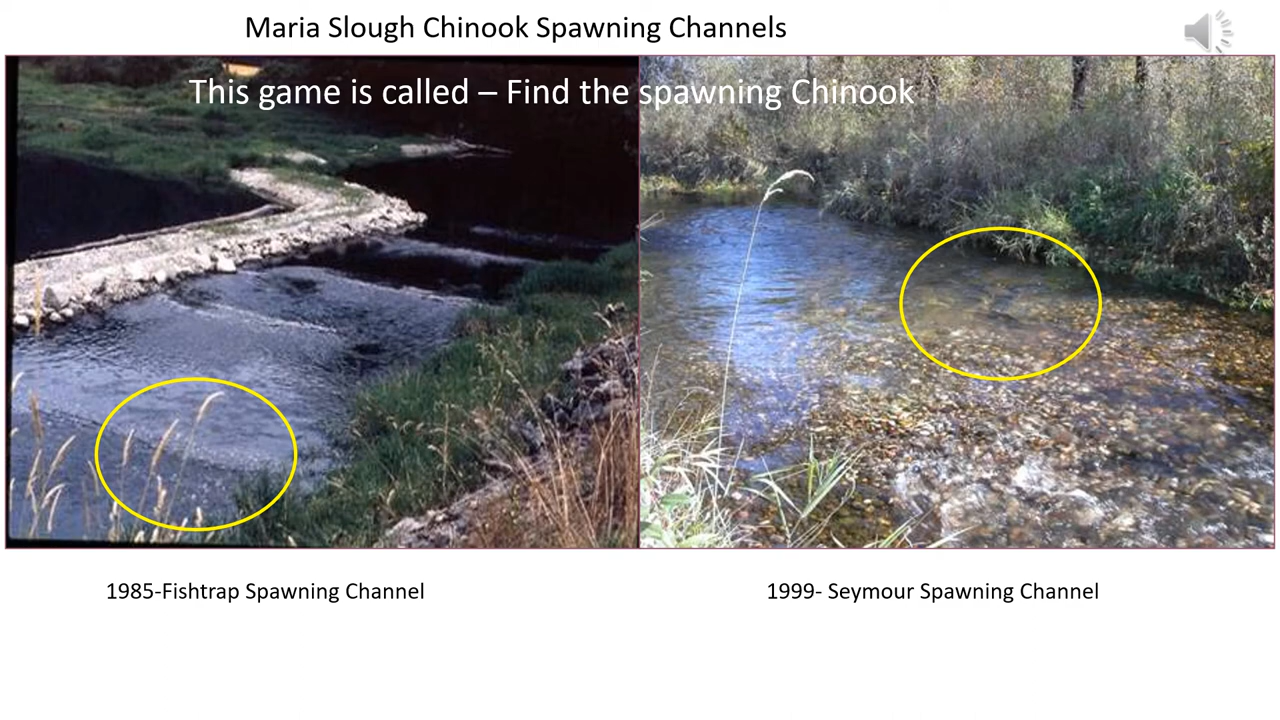 Maria Slough Chinook Spawning Channels
This game is called – Find the spawning Chinook
1985-Fishtrap Spawning Channel
1999- Seymour Spawning Channel